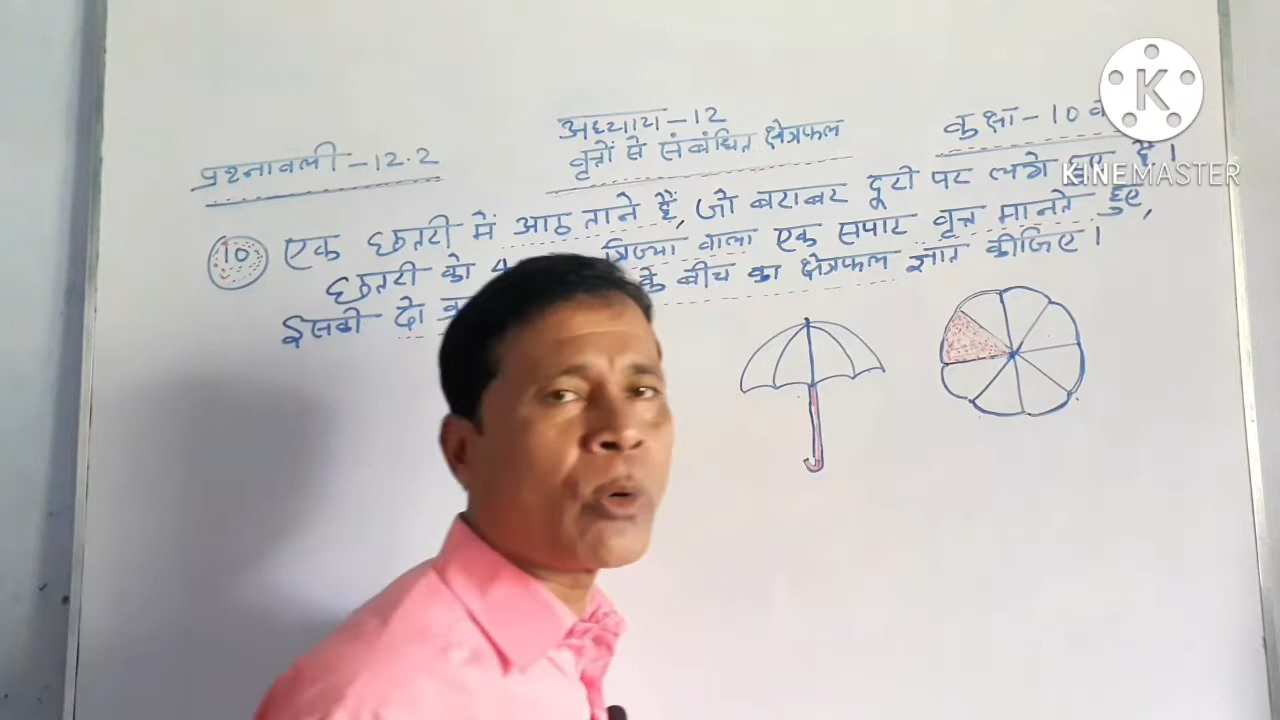 अध्याय-12
वृत्तों से संबंधित क्षेत्रफल
कक्षा-10 वीं
प्रश्नावली-12.2
10 एक छतरी में आठ ताने हैं, जो बराबर दूरी पर लगे हुए हैं।
छतरी को 4 त्रिज्या वाला एक सपाट वृत्त मानते हुए,
इसकी दो के बीच का क्षेत्रफल ज्ञात कीजिए।
K
KINEMASTER